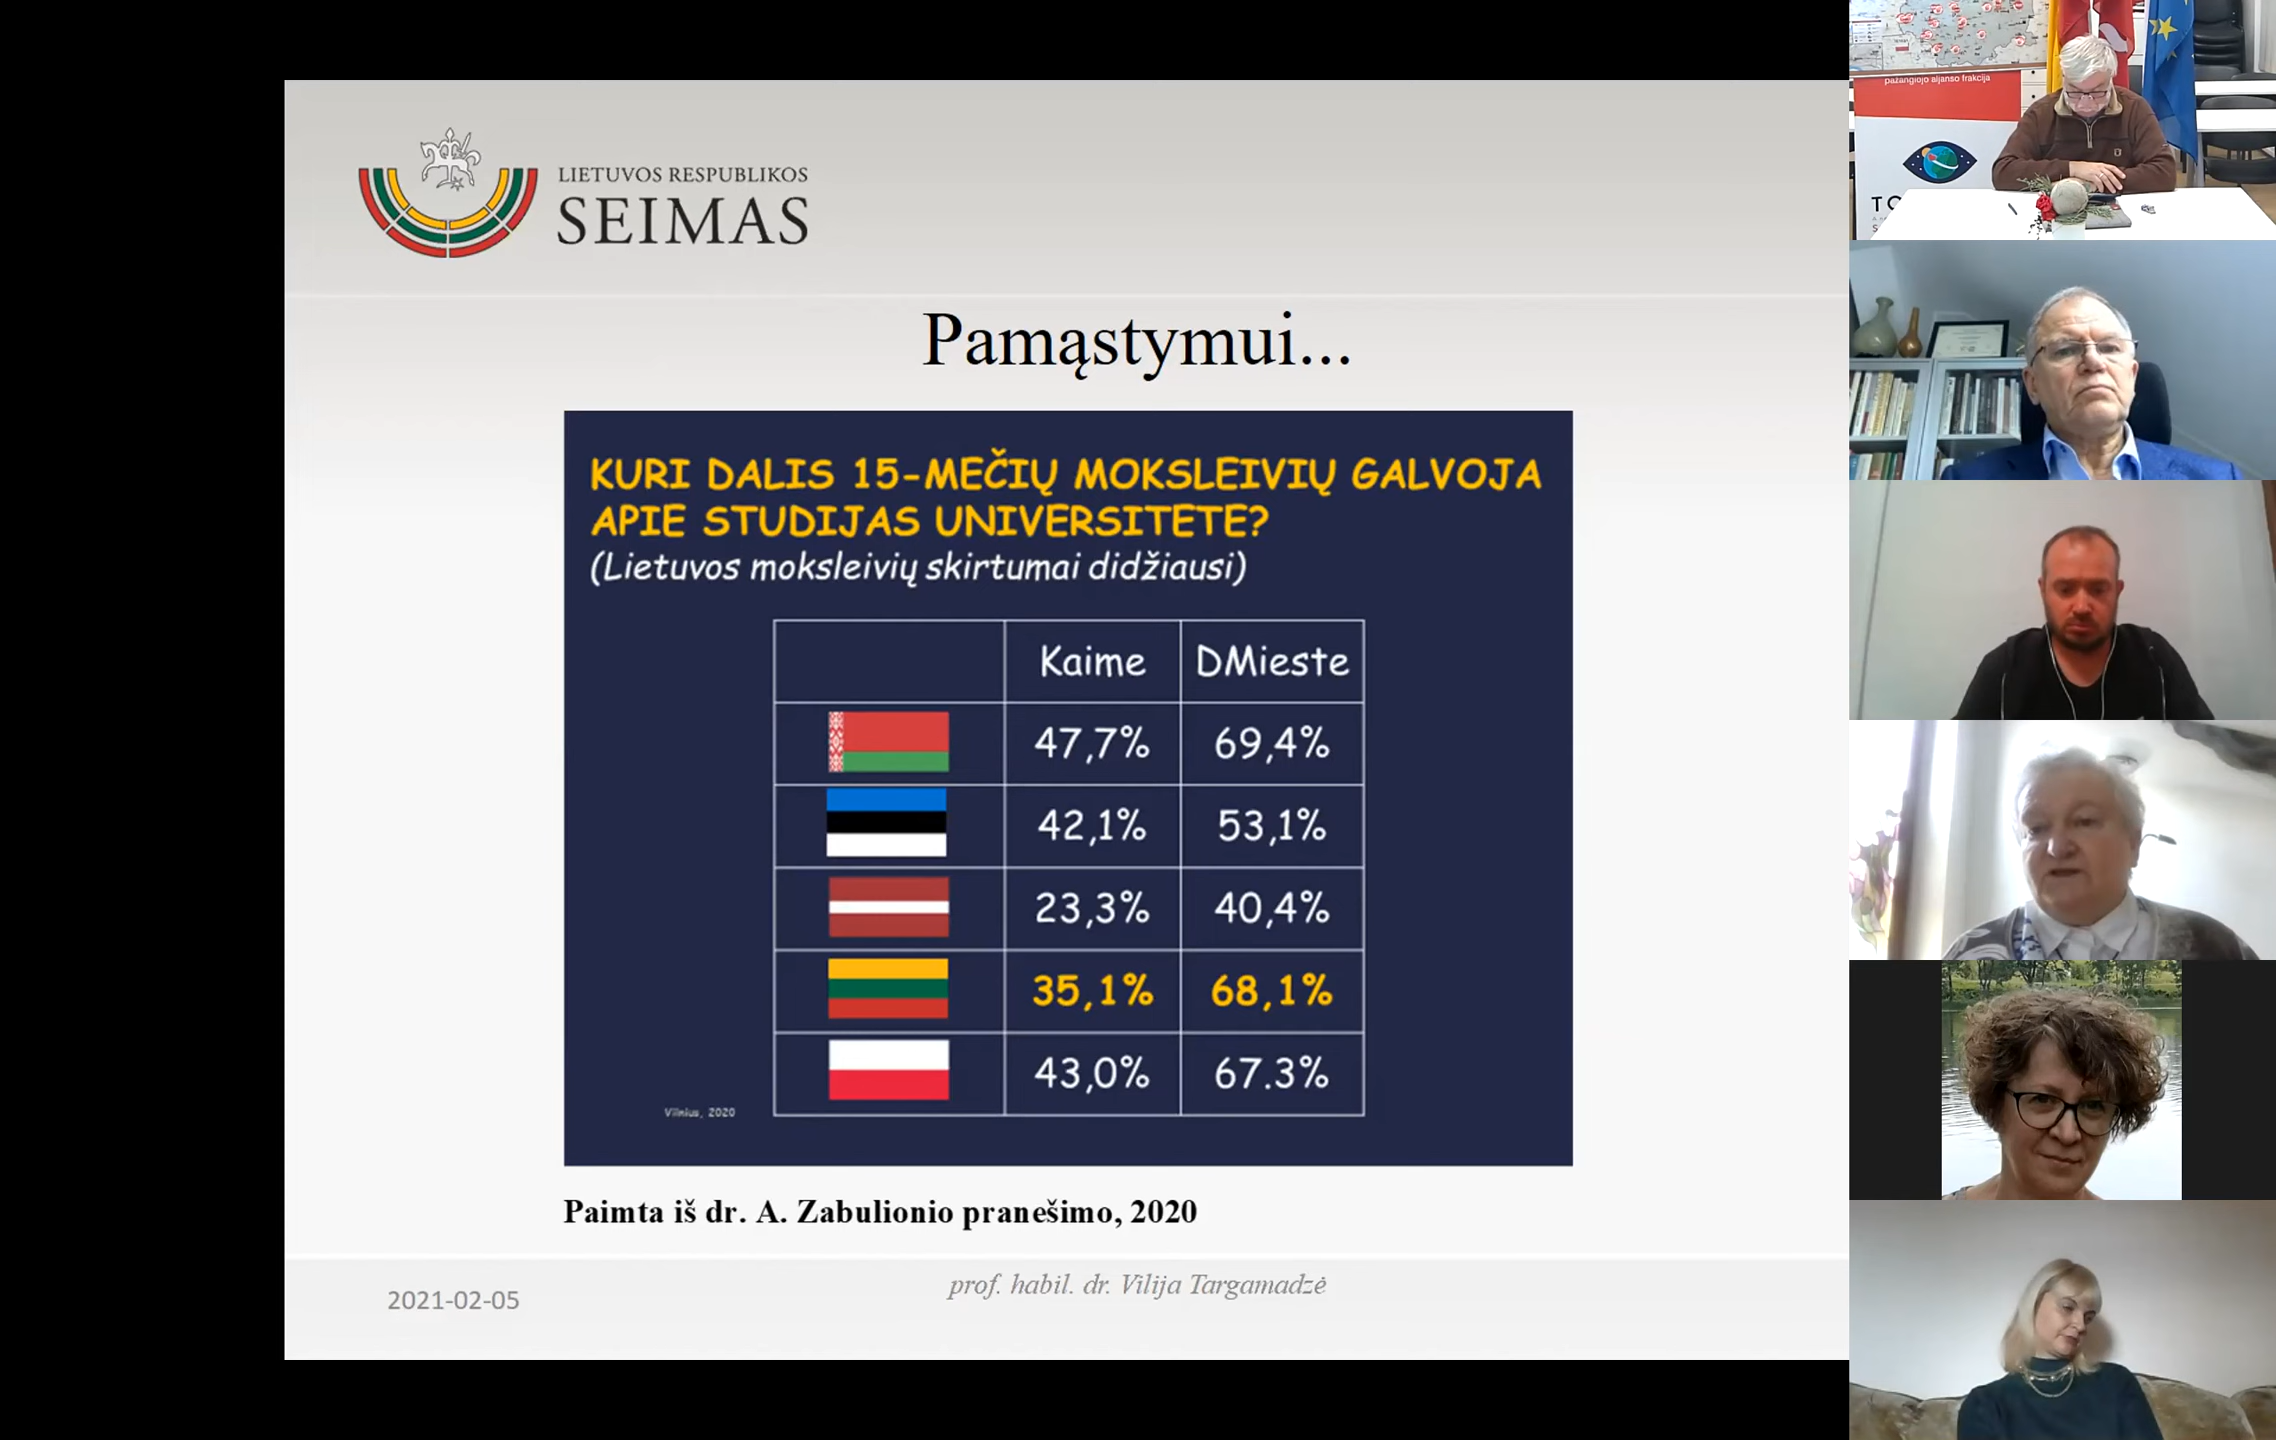 LIETUVOS RESPUBLIKOS
SEIMAS
Pamąstymui...
KURI DALIS 15-MEČIŲ MOKSLEIVIŲ GALVOJA
APIE STUDIJAS UNIVERSITETE?
(Lietuvos moksleivių skirtumai didžiausi)
Kaime DMieste
47,7% 69,4%
42,1% 53,1%
23,3% 40,4%
35,1% 68,1%
43,0% 67.3%
Vilnius, 2020
Paimta iš dr. A. Zabulionio pranešimo, 2020
2021-02-05
prof. habil. dr. Vilija Targamadzė
pažangiojo aljanso frakcija